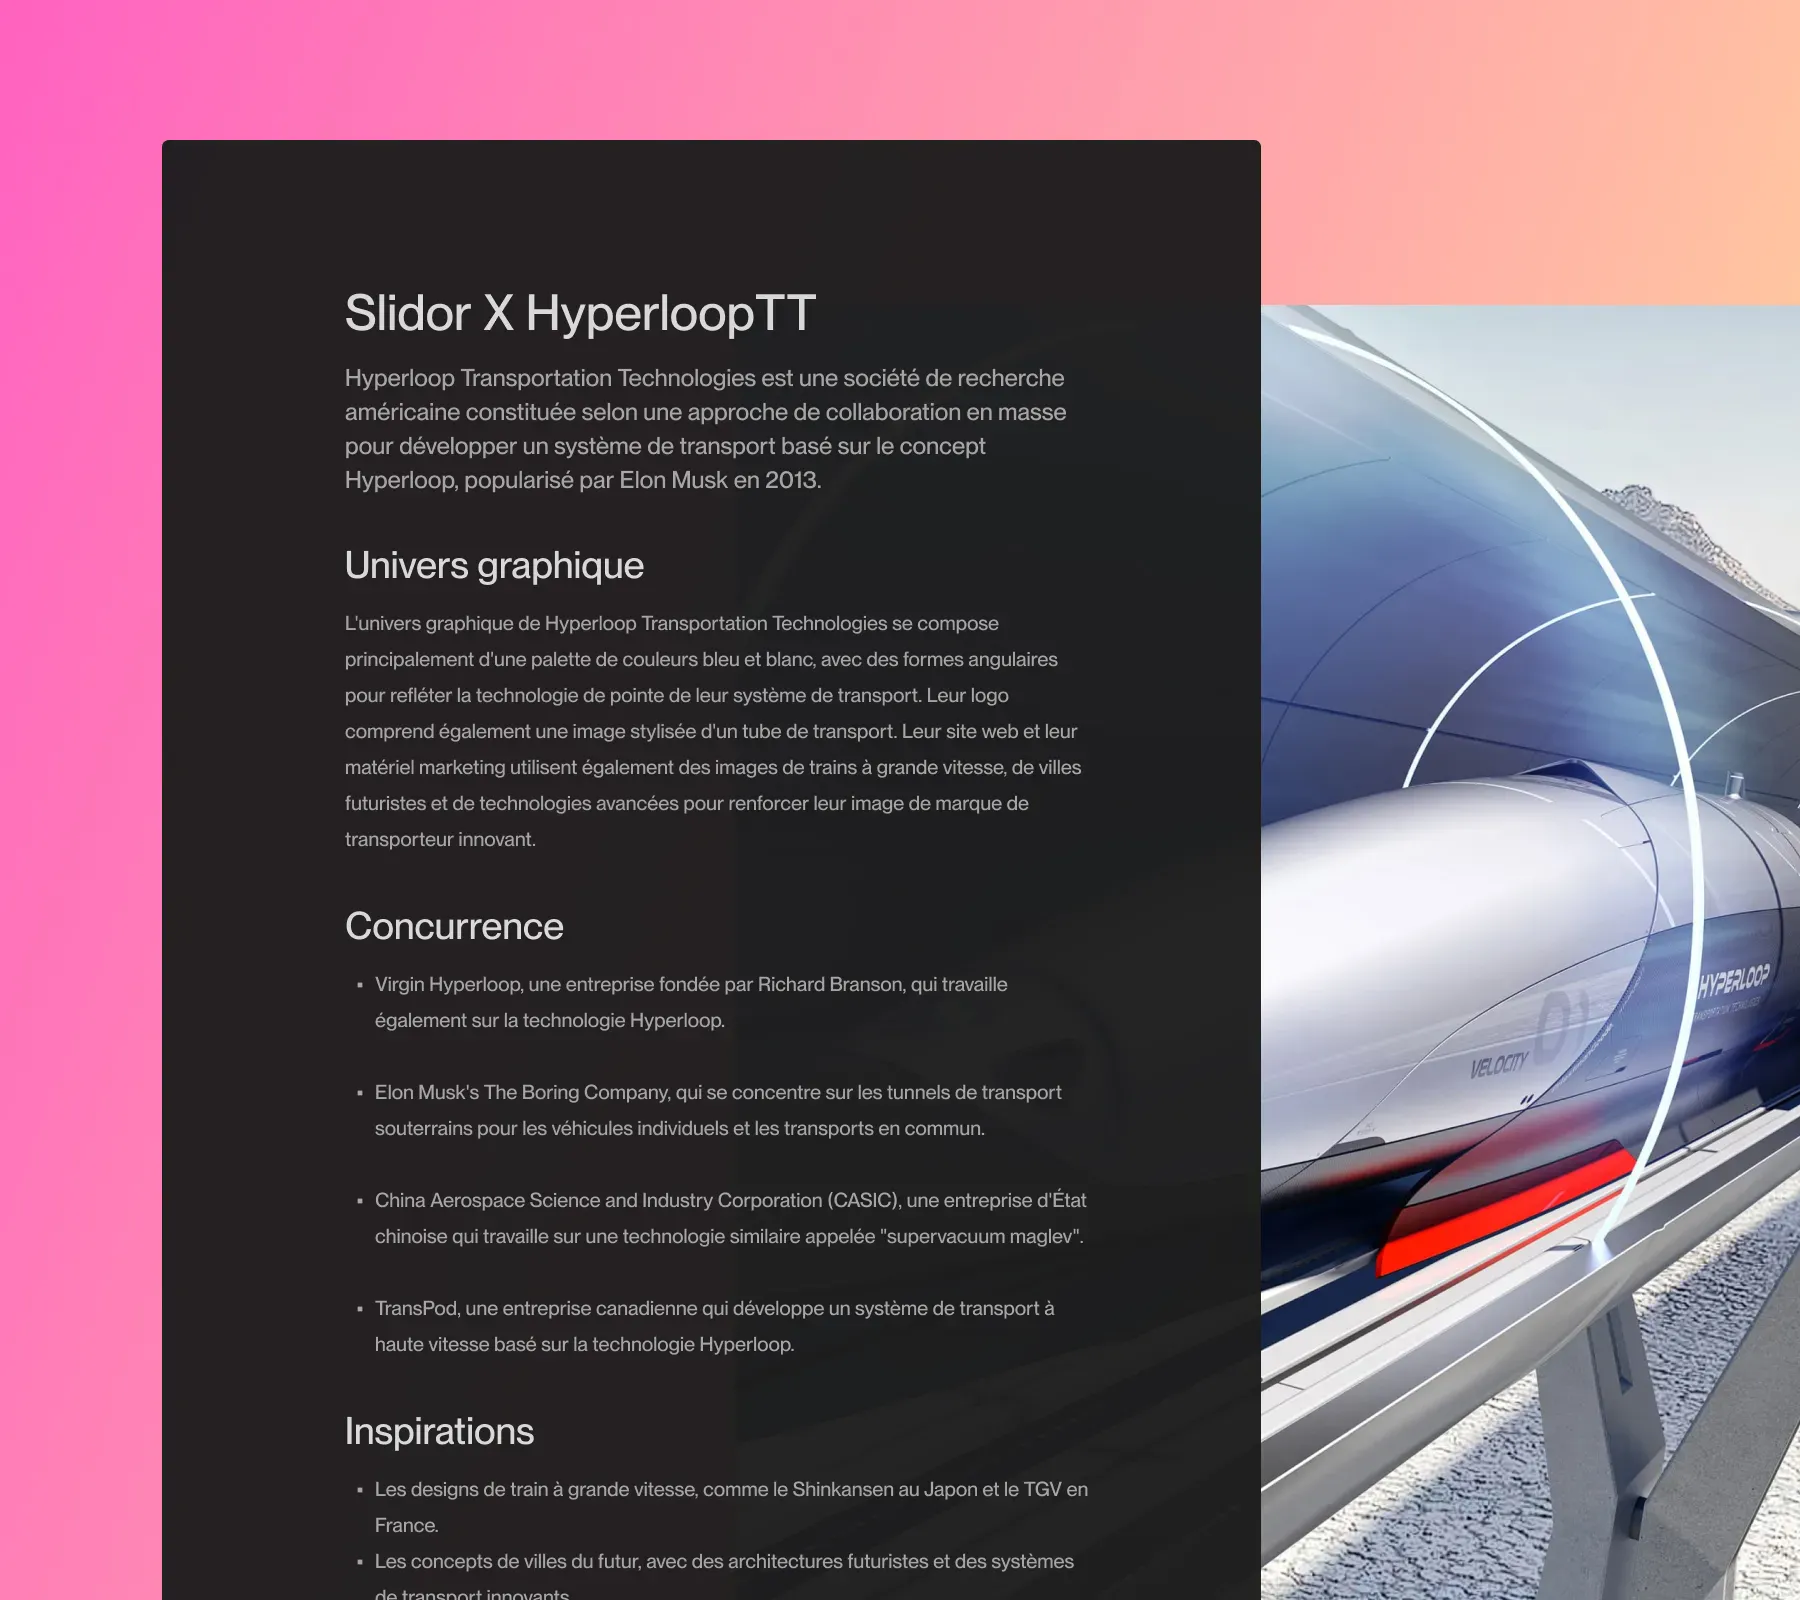 Slidor X HyperloopTT
Hyperloop Transportation Technologies est une société de recherche
américaine constituée selon une approche de collaboration en masse
pour développer un système de transport basé sur le concept
Hyperloop, popularisé par Elon Musk en 2013.
Univers graphique
L'univers graphique de Hyperloop Transportation Technologies se compose
principalement d'une palette de couleurs bleu et blanc, avec des formes angulaires
pour refléter la technologie de pointe de leur système de transport. Leur logo
comprend également une image stylisée d'un tube de transport. Leur site web et leur
matériel marketing utilisent également des images de trains à grande vitesse, de villes
futuristes et de technologies avancées pour renforcer leur image de marque de
transporteur innovant.
Concurrence
▪ Virgin Hyperloop, une entreprise fondée par Richard Branson, qui travaille
également sur la technologie Hyperloop.
▪ Elon Musk's The Boring Company, qui se concentre sur les tunnels de transport
souterrains pour les véhicules individuels et les transports en commun.
▪ China Aerospace Science and Industry Corporation (CASIC), une entreprise d'État
chinoise qui travaille sur une technologie similaire appelée "supervacuum maglev".
▪ TransPod, une entreprise canadienne qui développe un système de transport à
haute vitesse basé sur la technologie Hyperloop.
Inspirations
▪ Les designs de train à grande vitesse, comme le Shinkansen au Japon et le TGV en
France.
▪ Les concepts de villes du futur, avec des architectures futuristes et des systèmes
de transport innovants
HYPERLOOP
TRANSPORTATION TECHNOLOGIES
01
VELOCITY